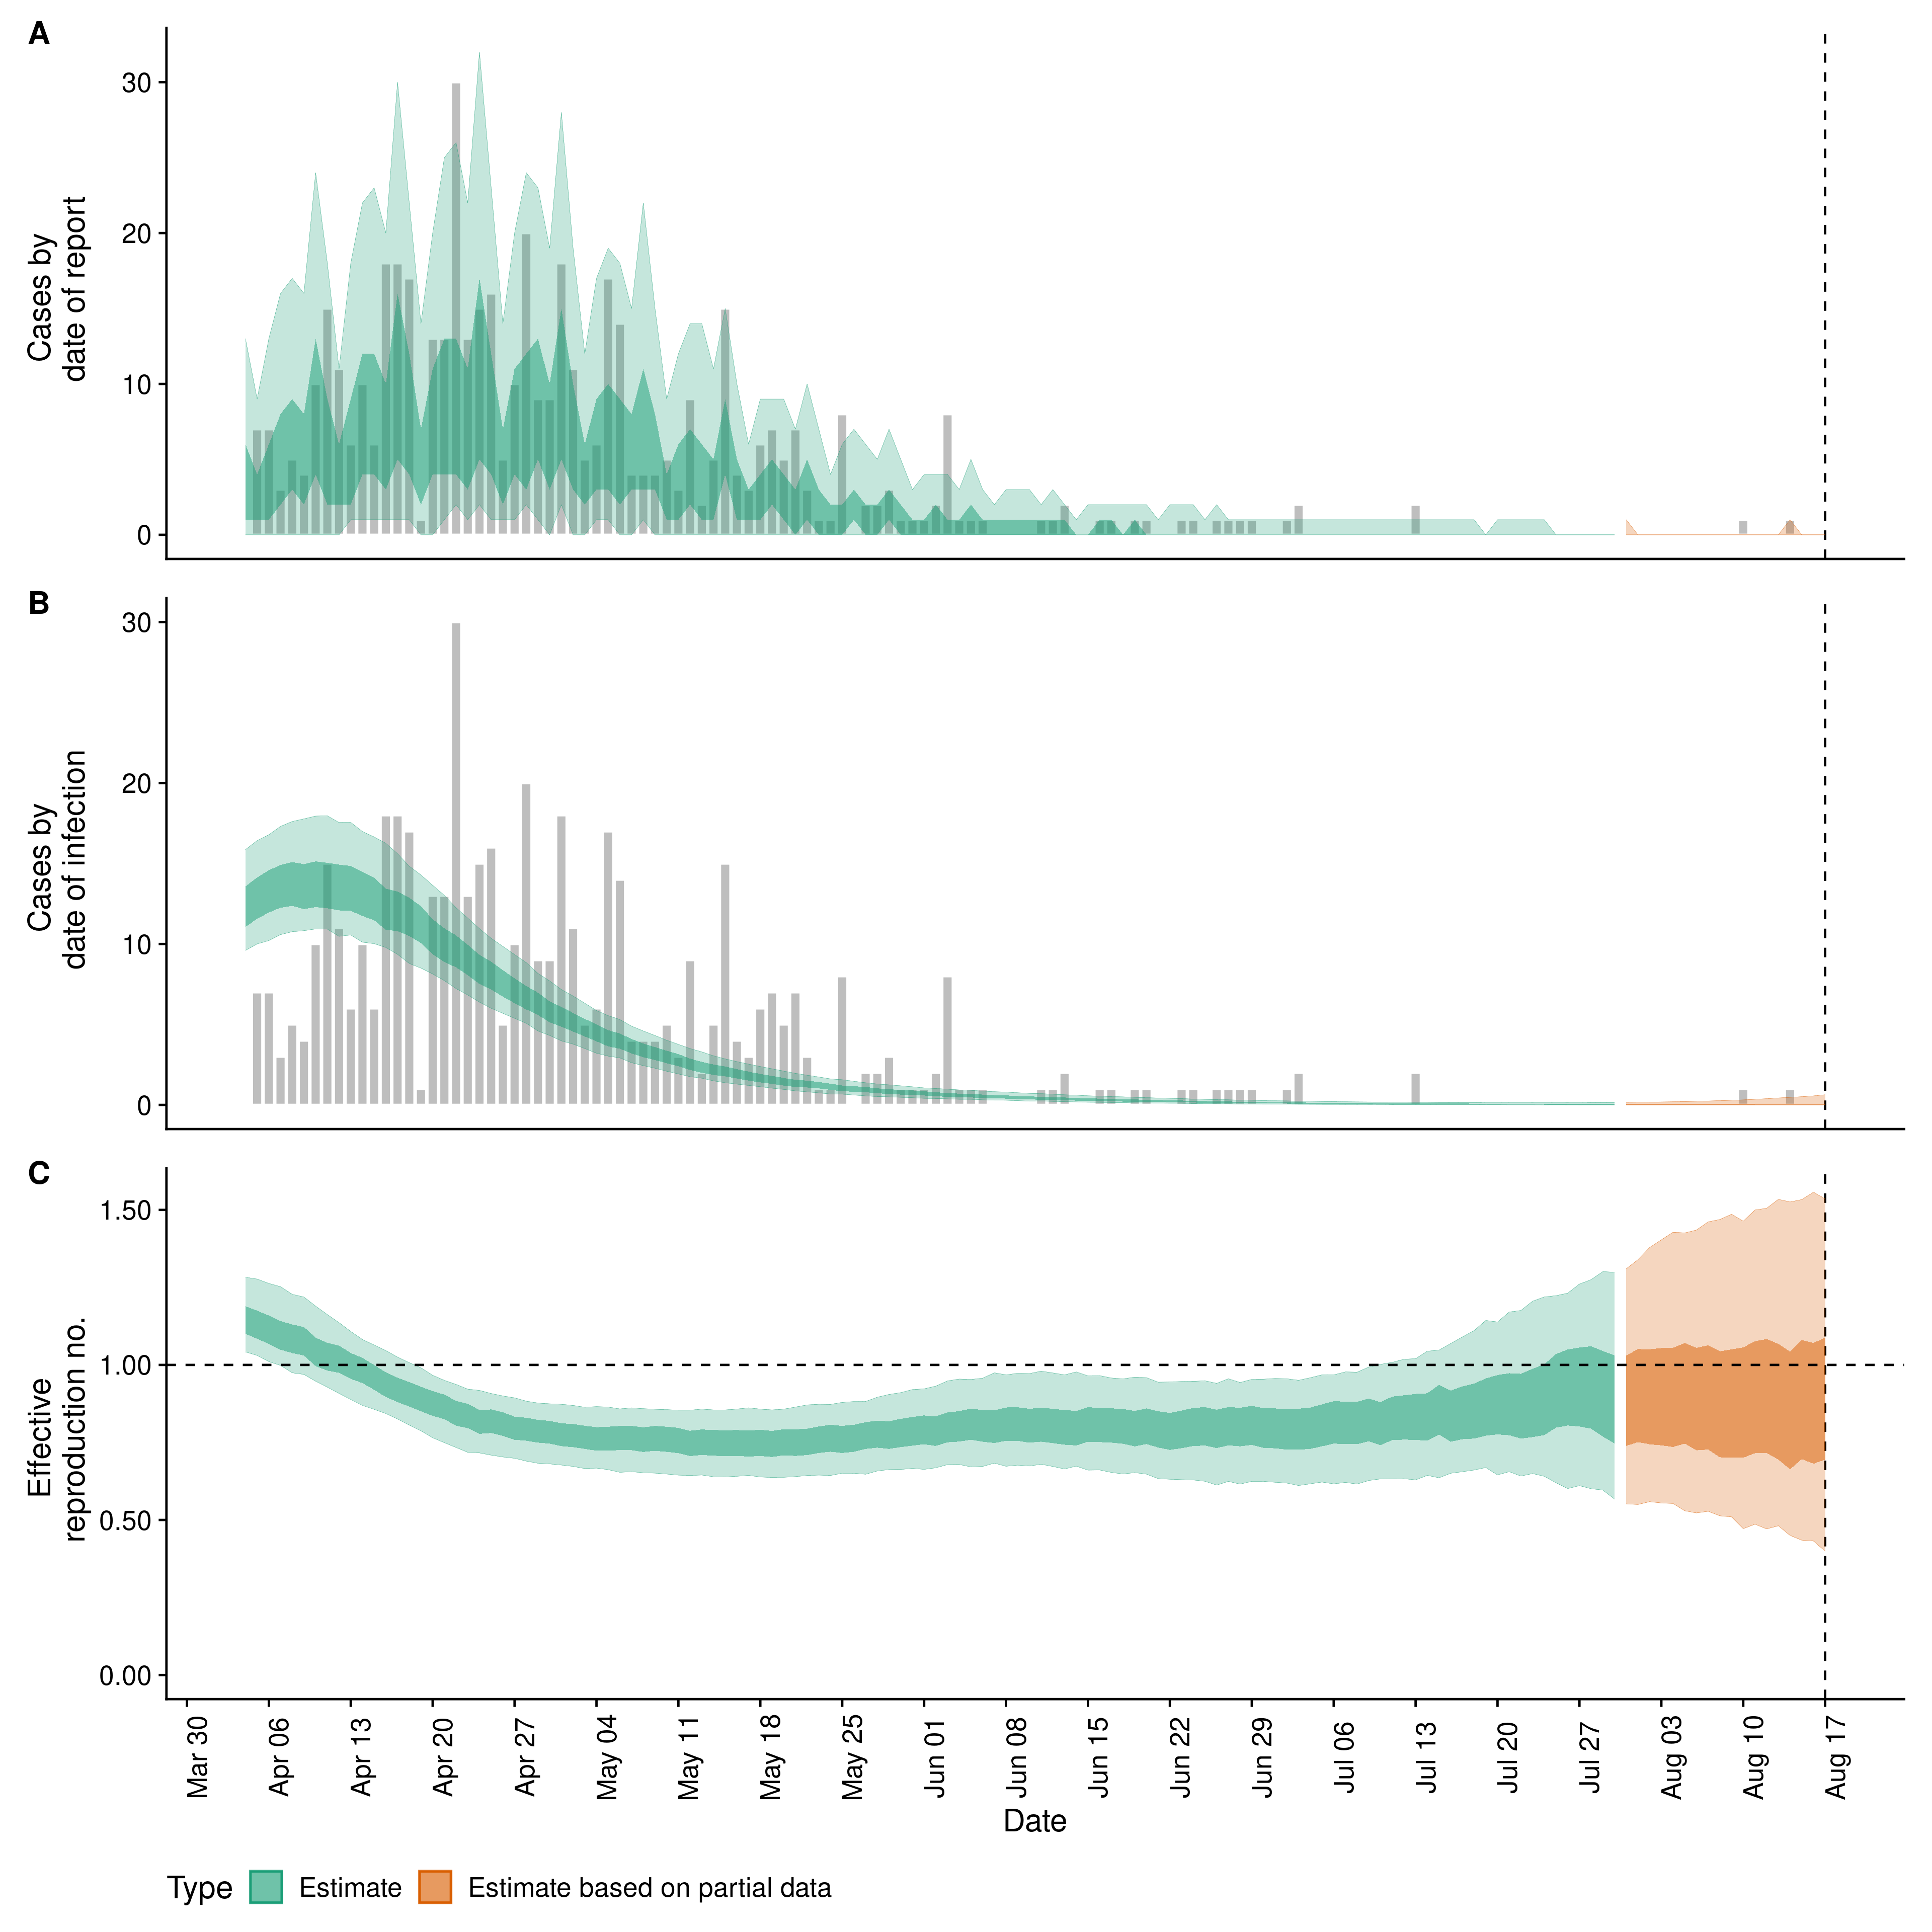 A
Cases by
date of report
30
20
10
0
B
Cases by
date of infection
30
20
10
0
C
Effective
reproduction no.
1.50
1.00
0.50
0.00
Mar 30
Apr 06
Apr 13
Apr 20
Apr 27
May 04
May 11
May 18
May 25
Jun 01
Jun 08
Jun 15
Jun 22
Jun 29
Jul 06
Jul 13
Jul 20
Jul 27
Aug 03
Aug 10
Aug 17
Date
Type Estimate Estimate based on partial data